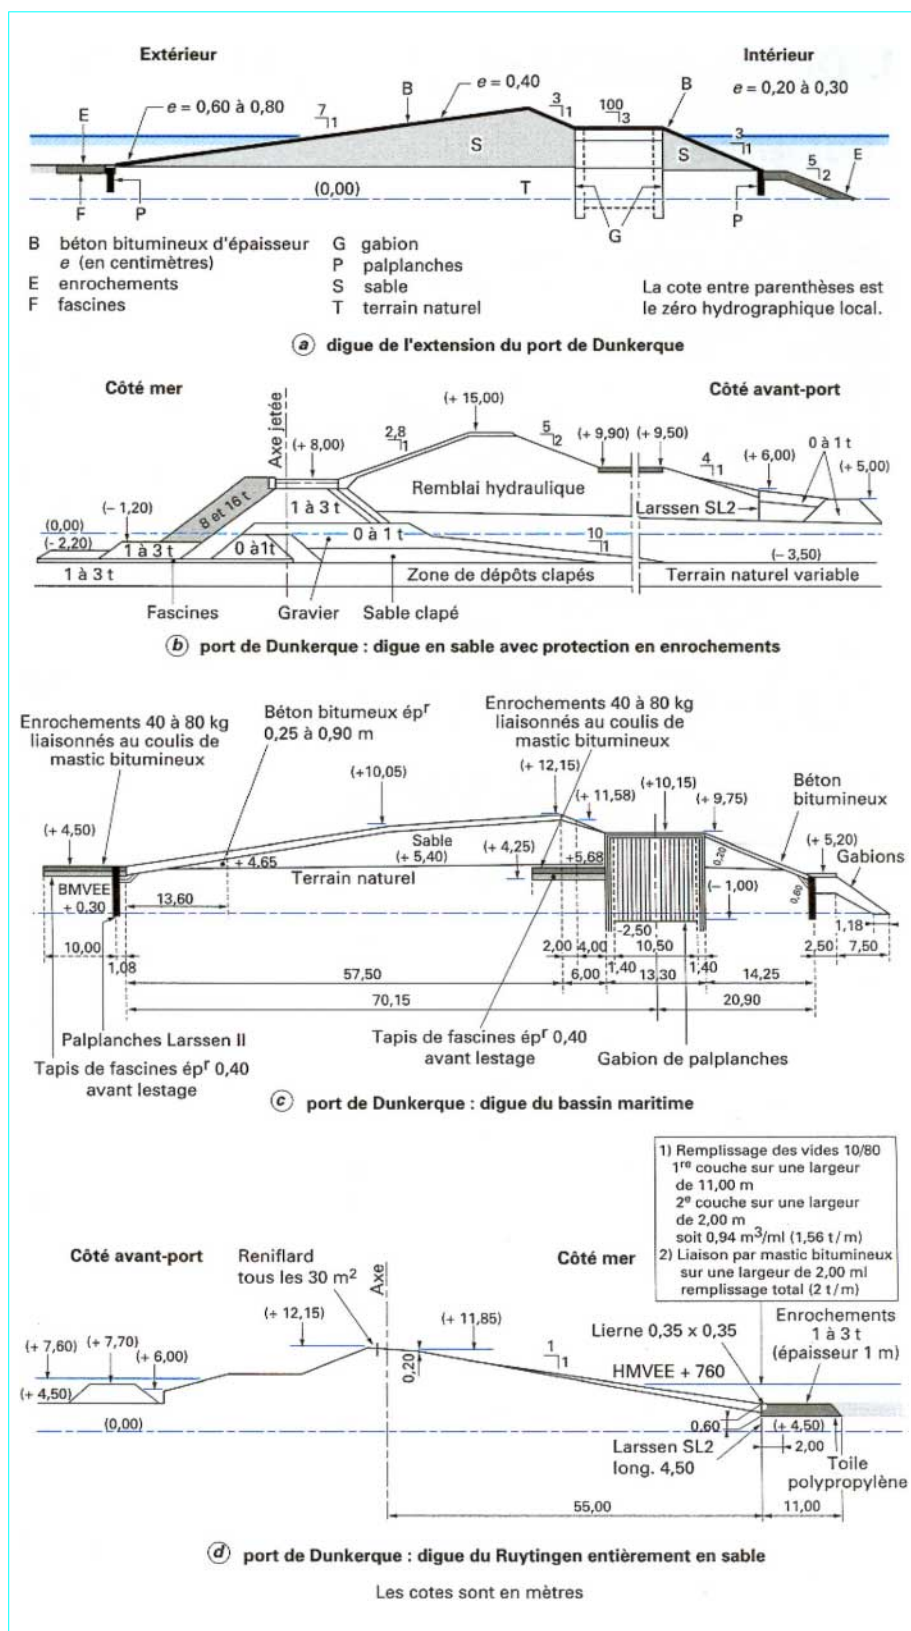 Extérieur
Intérieur
B
e = 0,40
B
e = 0,20 à 0,30
e = 0,60 à 0,80
7
1
3
1
100
3
E
3
1
S
S
5
2
E
(0,00)
T
F
P
G
P
B béton bitumineux d'épaisseur
e (en centimètres)
E enrochements
F fascines
G gabion
P palplanches
S sable
T terrain naturel
La cote entre parenthèses est
le zéro hydrographique local.
a digue de l'extension du port de Dunkerque
Côté mer
Axe jetée
Côté avant-port
(+ 15,00)
(+ 8,00)
2,8
1
5
2
(+ 9,90)
(+ 9,50)
4
1
0 à 1 t
(+ 6,00)
(+ 5,00)
8 et 16 t
1 à 3 t
Remblai hydraulique
Larssen SL2
(– 1,20)
(0,00)
(- 2,20)
1 à 3 t
0 à1t
0 à 1 t
10
1
(– 3,50)
1 à 3 t
Zone de dépôts clapés
Terrain naturel variable
Fascines
Gravier
Sable clapé
b port de Dunkerque : digue en sable avec protection en enrochements
Enrochements 40 à 80 kg
liaisonnés au coulis de
mastic bitumineux
Béton bitumeux épr
0,25 à 0,90 m
Enrochements 40 à 80 kg
liaisonnés au coulis de
mastic bitumineux
(+10,05)
(+ 12,15)
(+ 11,58)
(+10,15)
(+ 9,75)
Béton
bitumineux
(+ 4,50)
Sable
(+ 5,40)
+ 4,65
Terrain naturel
(+ 4,25)
+5,68
0,20
(+ 5,20)
Gabions
BMVEE
+ 0,30
13,60
(– 1,00)
0,60
-2,50
10,00
1,08
2,00
4,00
10,50
1,18
2,50
7,50
57,50
6,00
1,40
13,30
1,40
14,25
70,15
20,90
Palplanches Larssen II
Tapis de fascines épr 0,40
avant lestage
Tapis de fascines épr 0,40
avant lestage
Gabion de palplanches
c port de Dunkerque : digue du bassin maritime
1) Remplissage des vides 10/80
1re couche sur une largeur
de 11,00 m
2e couche sur une largeur
de 2,00 m
soit 0,94 m3/ml (1,56 t / m)
2) Liaison par mastic bitumineux
sur une largeur de 2,00 ml
remplissage total (2 t / m)
Côté avant-port
Reniflard
tous les 30 m2
Axe
Côté mer
(+ 12,15)
(+ 11,85)
Lierne 0,35 x 0,35
Enrochements
1 à 3 t
(épaisseur 1 m)
(+ 7,60)
(+ 7,70)
(+ 6,00)
0,20
1
1
HMVEE + 760
(+ 4,50)
(0,00)
0,60
(+ 4,50)
2,00
Larssen SL2
long. 4,50
Toile
polypropylène
55,00
11,00
d port de Dunkerque : digue du Ruytingen entièrement en sable
Les cotes sont en mètres